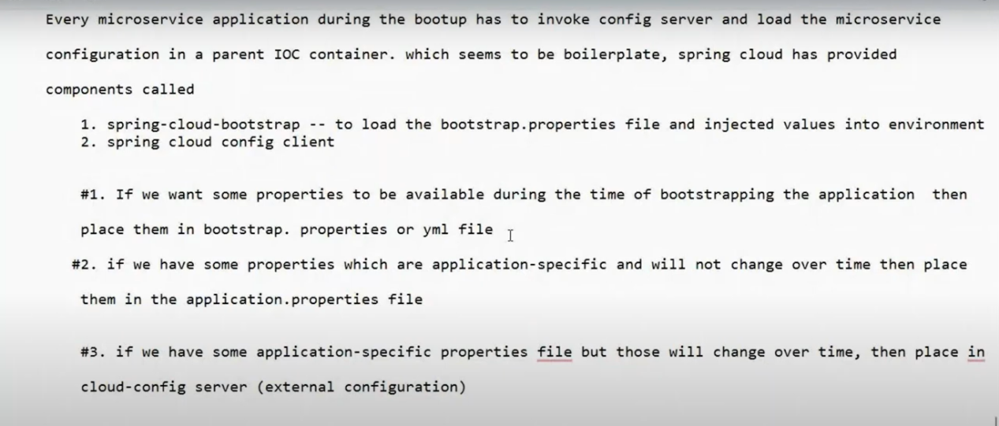 Every microservice application during the bootup has to invoke config server and load the microservice
configuration in a parent IOC container. which seems to be boilerplate, spring cloud has provided
components called
1. spring-cloud-bootstrap -- to load the bootstrap.properties file and injected values into environment
2. spring cloud config client
#1. If we want some properties to be available during the time of bootstrapping the application then
place them in bootstrap. properties or yml file
#2. if we have some properties which are application-specific and will not change over time then place
them in the application.properties file
#3. if we have some application-specific properties file but those will change over time, then place in
cloud-config server (external configuration)